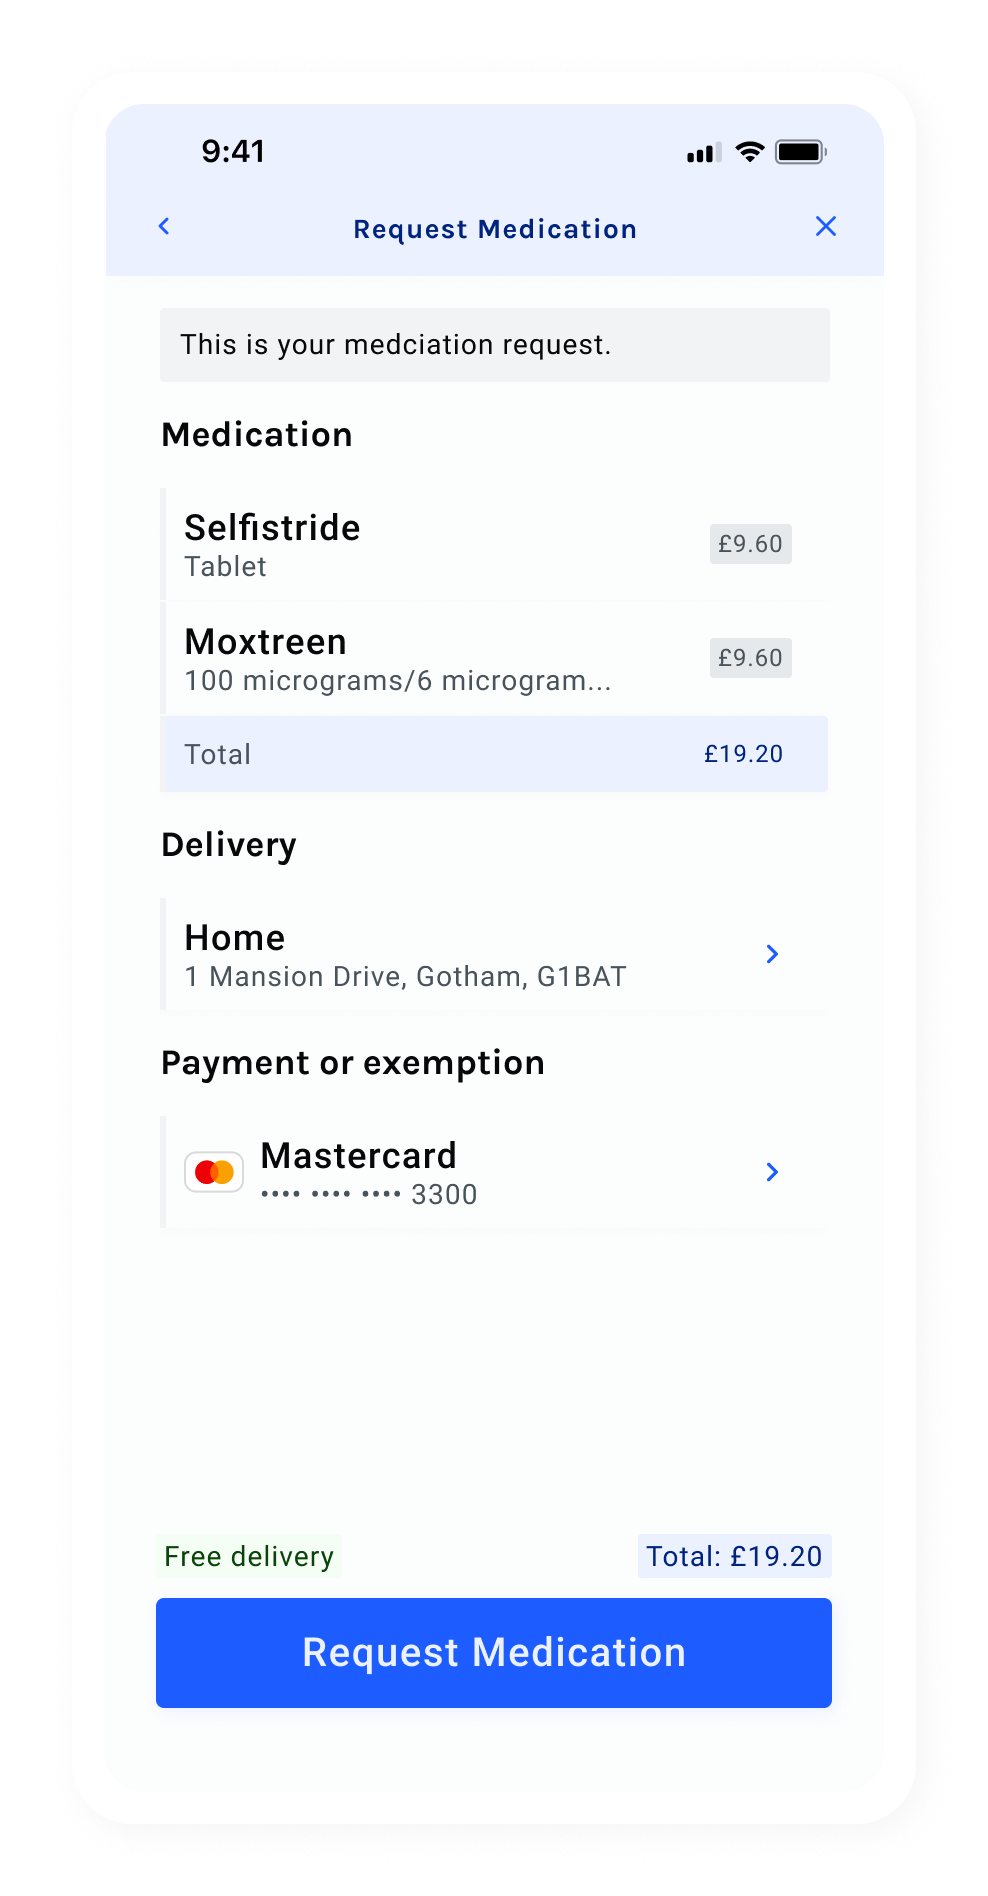 9:41
Request Medication
This is your medciation request.
Medication
Selfistride
Tablet
£9.60
Moxtreen
100 micrograms/6 microgram...
£9.60
Total £19.20
Delivery
Home
1 Mansion Drive, Gotham, G1BAT
Payment or exemption
Mastercard
•••• •••• •••• 3300
Free delivery Total: £19.20
Request Medication